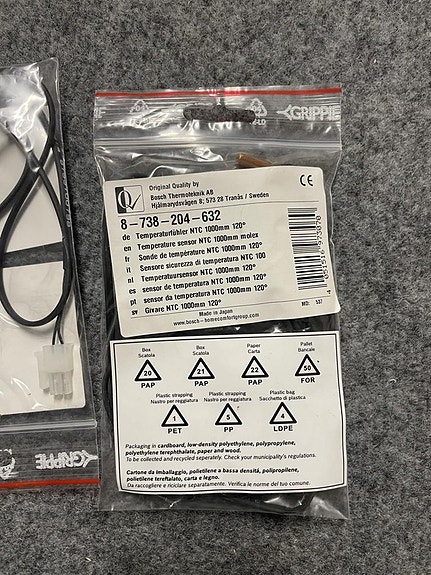 GRIPPIE
Original Quality by
Bosch Thermoteknik AB
Hjälmarydsvägen 8; 573 28 Tranås / Sweden
CE
8-738-204-632
de Temperaturfühler NTC 1000mm 120°
en Temperature sensor NTC 1000mm molex
fr Sonde de température NTC 1000mm 120°
it Sensore sicurezza di temperatura NTC 100
nl Temperatuursensor NTC 1000mm 120°
es sensor de temperatura NTC 1000mm 120°
pt sensor da temperatura NTC 1000mm 120°
sv Givare NTC 1000mm 120°
Made in Japan
www.bosch-homecomfortgroup.com
MD: 537
4 051516 973070
Box
Scatola
20
PAP
Box
Scatola
21
PAP
Paper
Carta
22
PAP
Pallet
Bancale
50
FOR
Plastic strapping
Nastro per reggiatura
1
PET
Plastic strapping
Nastro per reggiatura
5
PP
Plastic bag
Sacchetto di plastica
4
LDPE
Packaging in cardboard, low-density polyethylene, polypropylene,
polyethylene terephthalate, paper and wood.
To be collected and recycled seperately. Check your municipality's regulations.
Cartone da imballaggio, polietilene a bassa densità, polipropilene,
polietilene tereftalato, carta e legno.
Da raccogliere e riciclare separatamente. Verifica le norme del tuo comune.
GRIPPIE